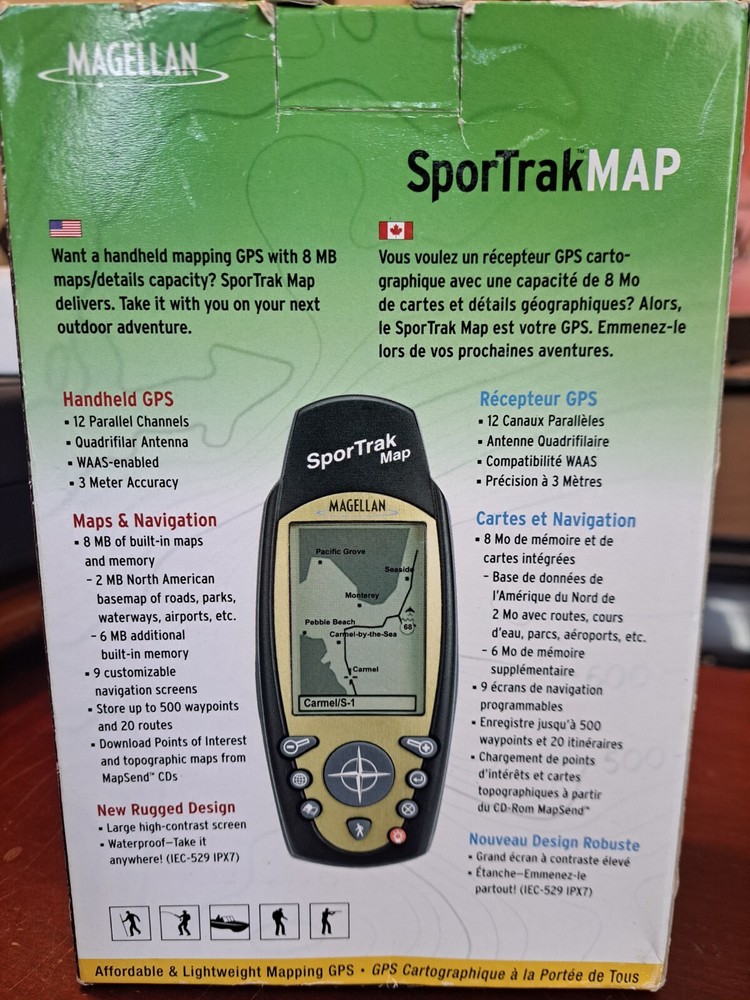 MAGELLAN
SporTrak™MAP
Want a handheld mapping GPS with 8 MB
maps/details capacity? SporTrak Map
delivers. Take it with you on your next
outdoor adventure.
Vous voulez un récepteur GPS carto-
graphique avec une capacité de 8 Mo
de cartes et détails géographiques? Alors,
le SporTrak Map est votre GPS. Emmenez-le
lors de vos prochaines aventures.
Handheld GPS
▪ 12 Parallel Channels
▪ Quadrifilar Antenna
▪ WAAS-enabled
▪ 3 Meter Accuracy
Maps & Navigation
▪ 8 MB of built-in maps
and memory
– 2 MB North American
basemap of roads, parks,
waterways, airports, etc.
– 6 MB additional
built-in memory
▪ 9 customizable
navigation screens
▪ Store up to 500 waypoints
and 20 routes
▪ Download Points of Interest
and topographic maps from
MapSend™ CDs
New Rugged Design
▪ Large high-contrast screen
▪ Waterproof–Take it
anywhere! (IEC-529 IPX7)
SporTrak
Map
MAGELLAN
Pacific Grove
Seaside
Monterey
Pebble Beach
68
Carmel-by-the-Sea
Carmel
Carmel/S-1
Récepteur GPS
▪ 12 Canaux Parallèles
▪ Antenne Quadrifilaire
▪ Compatibilité WAAS
▪ Précision à 3 Mètres
Cartes et Navigation
▪ 8 Mo de mémoire et de
cartes intégrées
– Base de données de
l'Amérique du Nord de
2 Mo avec routes, cours
d'eau, parcs, aéroports, etc.
– 6 Mo de mémoire
supplémentaire
▪ 9 écrans de navigation
programmables
▪ Enregistre jusqu'à 500
waypoints et 20 itinéraires
▪ Chargement de points
d'intérêts et cartes
topographiques à partir
du CD-Rom MapSend™
Nouveau Design Robuste
▪ Grand écran à contraste élevé
▪ Étanche–Emmenez-le
partout! (IEC-529 IPX7)
600
500
Affordable & Lightweight Mapping GPS • GPS Cartographique à la Portée de Tous